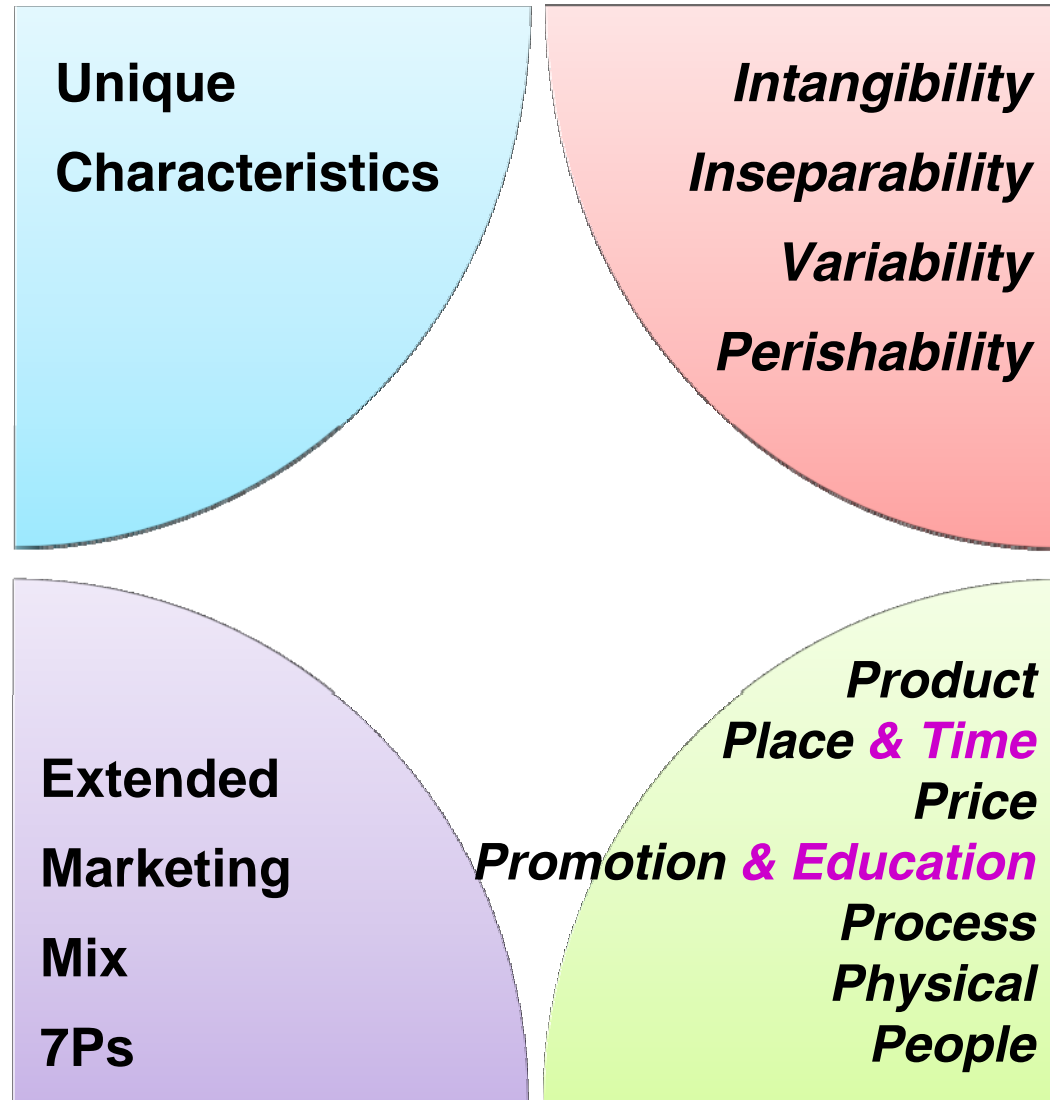 Unique
Characteristics
Intangibility
Inseparability
Variability
Perishability
Extended
Marketing
Mix
7Ps
Product
Place & Time
Price
Promotion & Education
Process
Physical
People